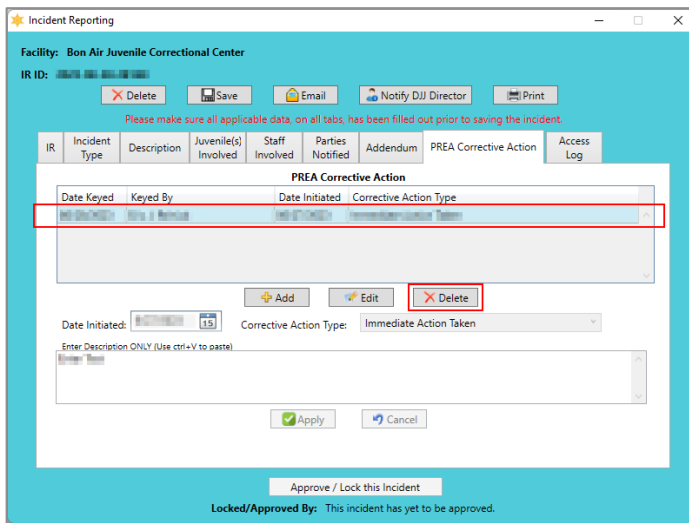 Incident Reporting
Facility: Bon Air Juvenile Correctional Center
IR ID:
Delete Save Email Notify DJJ Director Print
Please make sure all applicable data, on all tabs, has been filled out prior to saving the incident.
IR Incident Type Description Juvenile(s) Involved Staff Involved Parties Notified Addendum PREA Corrective Action Access Log
PREA Corrective Action
Date Keyed Keyed By Date Initiated Corrective Action Type
Add Edit Delete
Date Initiated: 15 Corrective Action Type: Immediate Action Taken
Enter Description ONLY (Use ctrl+V to paste)
Apply Cancel
Approve / Lock this Incident
Locked/Approved By: This incident has yet to be approved.